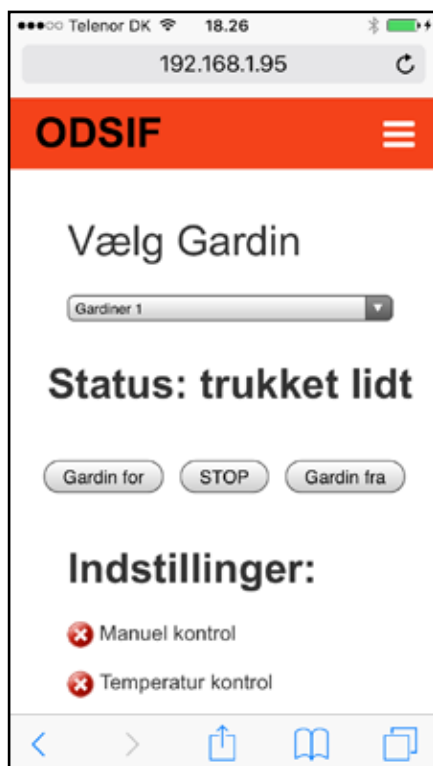 Telenor DK 18.26
192.168.1.95
ODSIF
Vælg Gardin
Gardiner 1
Status: trukket lidt
Gardin for STOP Gardin fra
Indstillinger:
Manuel kontrol
Temperatur kontrol